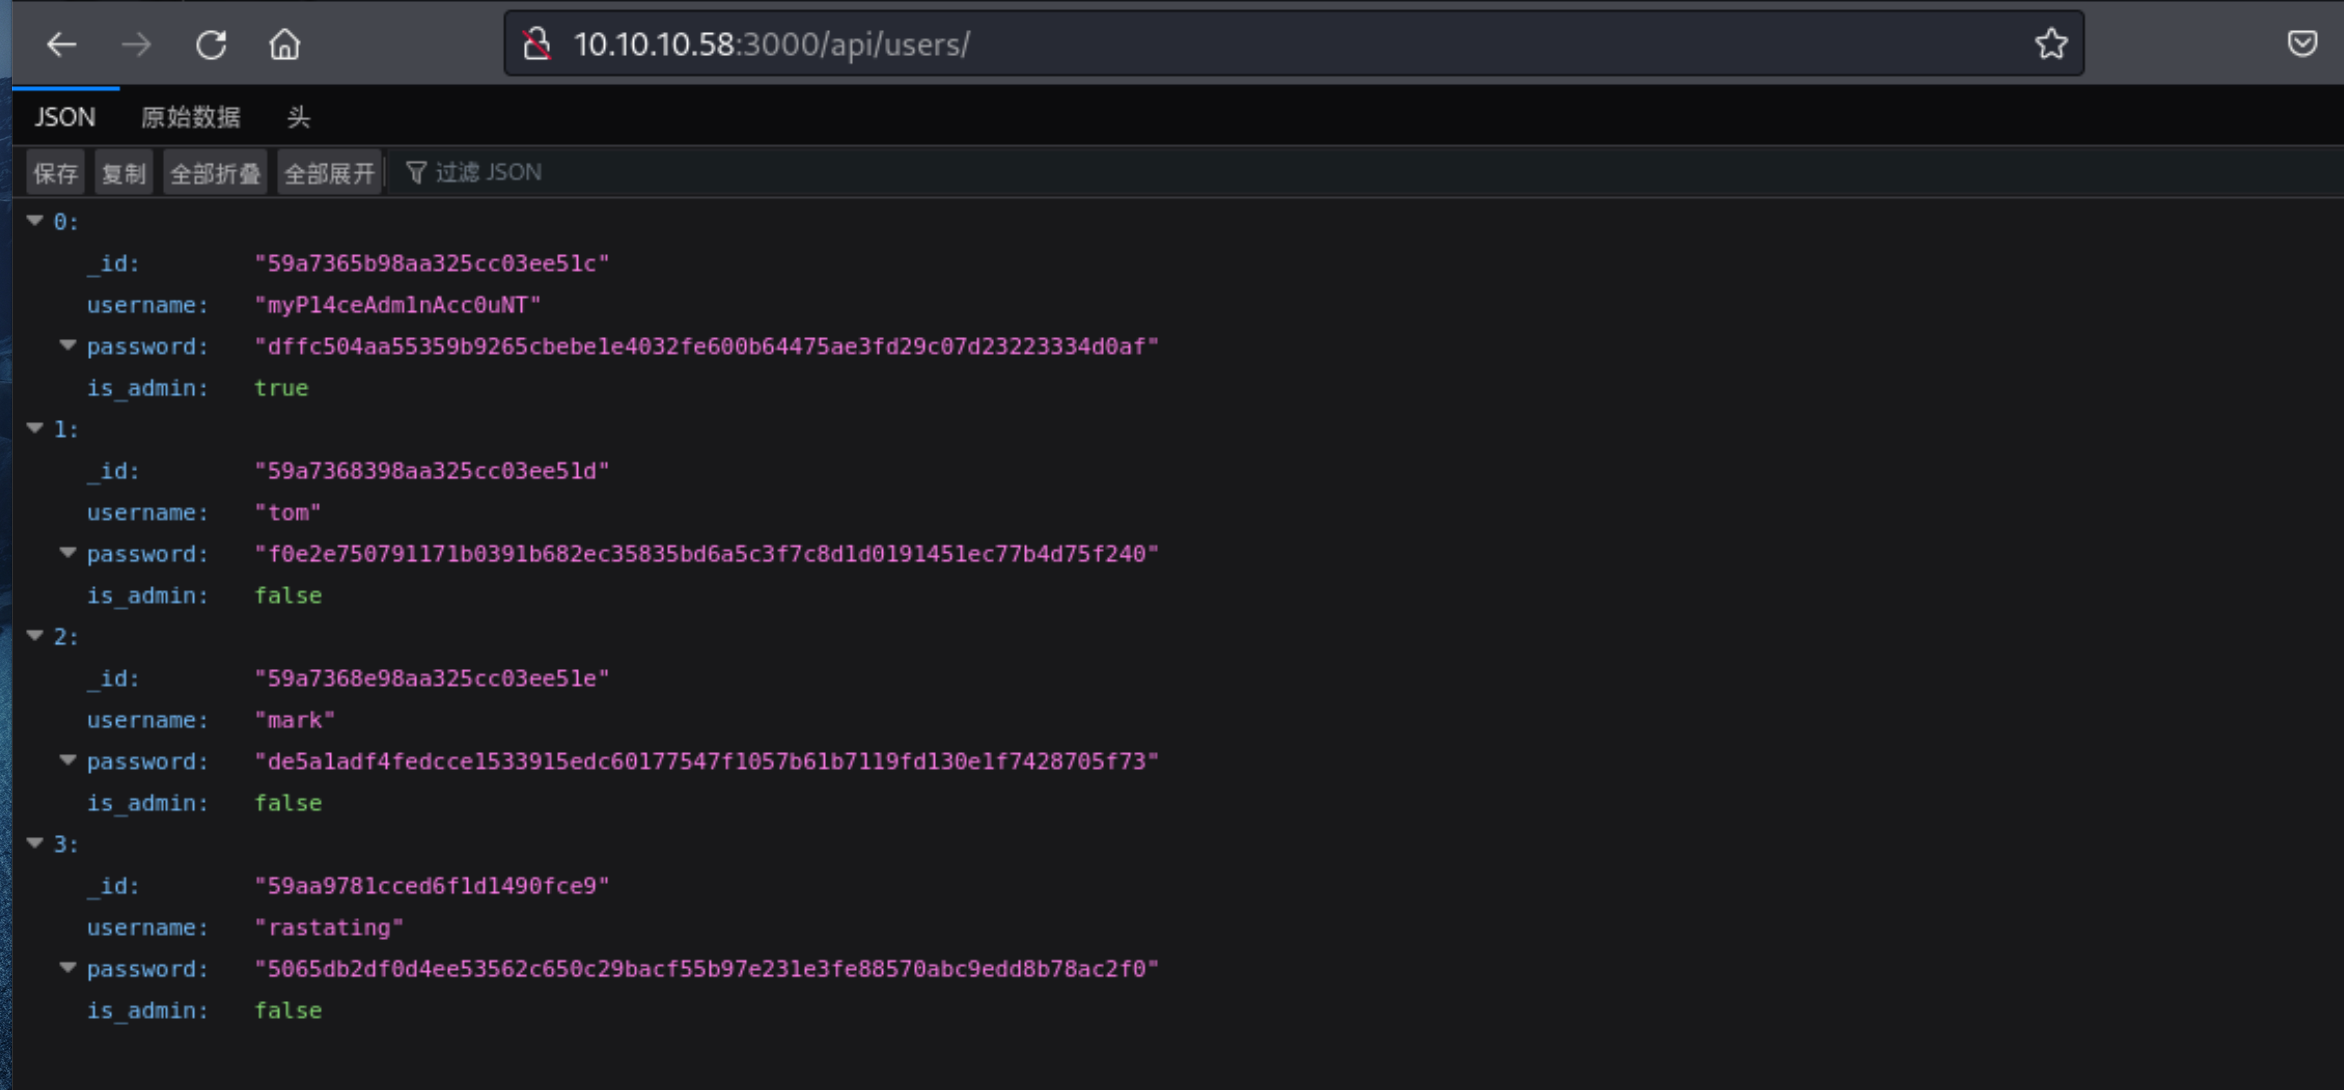 10.10.10.58:3000/api/users/
JSON 原始数据 头
保存 复制 全部折叠 全部展开 过滤 JSON
0:
_id: "59a7365b98aa325cc03ee51c"
username: "myP14ceAdm1nAcc0uNT"
password: "dffc504aa55359b9265cbebe1e4032fe600b64475ae3fd29c07d23223334d0af"
is_admin: true
1:
_id: "59a7368398aa325cc03ee51d"
username: "tom"
password: "f0e2e750791171b0391b682ec35835bd6a5c3f7c8d1d0191451ec77b4d75f240"
is_admin: false
2:
_id: "59a7368e98aa325cc03ee51e"
username: "mark"
password: "de5a1adf4fedcce1533915edc60177547f1057b61b7119fd130e1f7428705f73"
is_admin: false
3:
_id: "59aa9781cced6f1d1490fce9"
username: "rastating"
password: "5065db2df0d4ee53562c650c29bacf55b97e231e3fe88570abc9edd8b78ac2f0"
is_admin: false